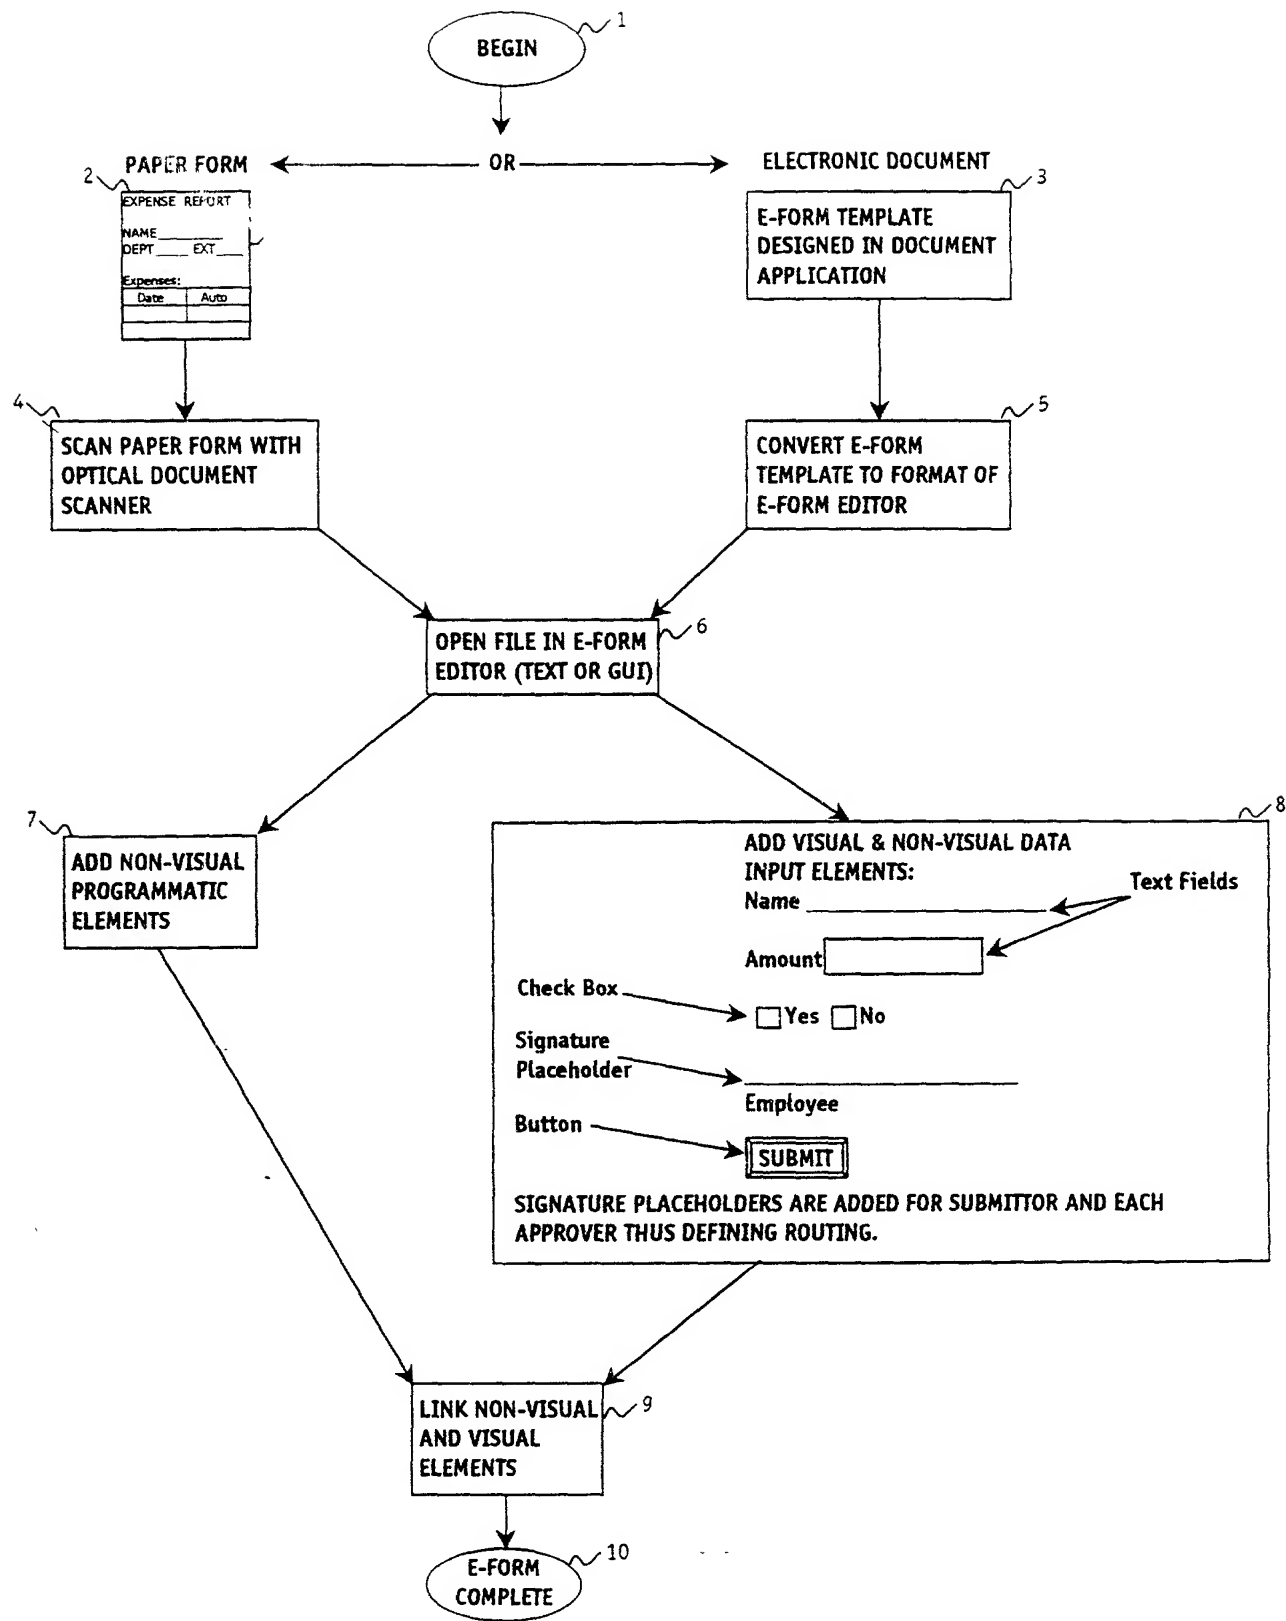 1
BEGIN
PAPER FORM
OR
ELECTRONIC DOCUMENT
2
EXPENSE REPORT
NAME
DEPT EXT
Expenses:
Date Auto
3
E-FORM TEMPLATE
DESIGNED IN DOCUMENT
APPLICATION
4
SCAN PAPER FORM WITH
OPTICAL DOCUMENT
SCANNER
5
CONVERT E-FORM
TEMPLATE TO FORMAT OF
E-FORM EDITOR
6
OPEN FILE IN E-FORM
EDITOR (TEXT OR GUI)
7
ADD NON-VISUAL
PROGRAMMATIC
ELEMENTS
8
ADD VISUAL & NON-VISUAL DATA
INPUT ELEMENTS:
Text Fields
Name
Amount
Check Box
Yes No
Signature
Placeholder
Employee
Button
SUBMIT
SIGNATURE PLACEHOLDERS ARE ADDED FOR SUBMITTOR AND EACH
APPROVER THUS DEFINING ROUTING.
9
LINK NON-VISUAL
AND VISUAL
ELEMENTS
10
E-FORM
COMPLETE